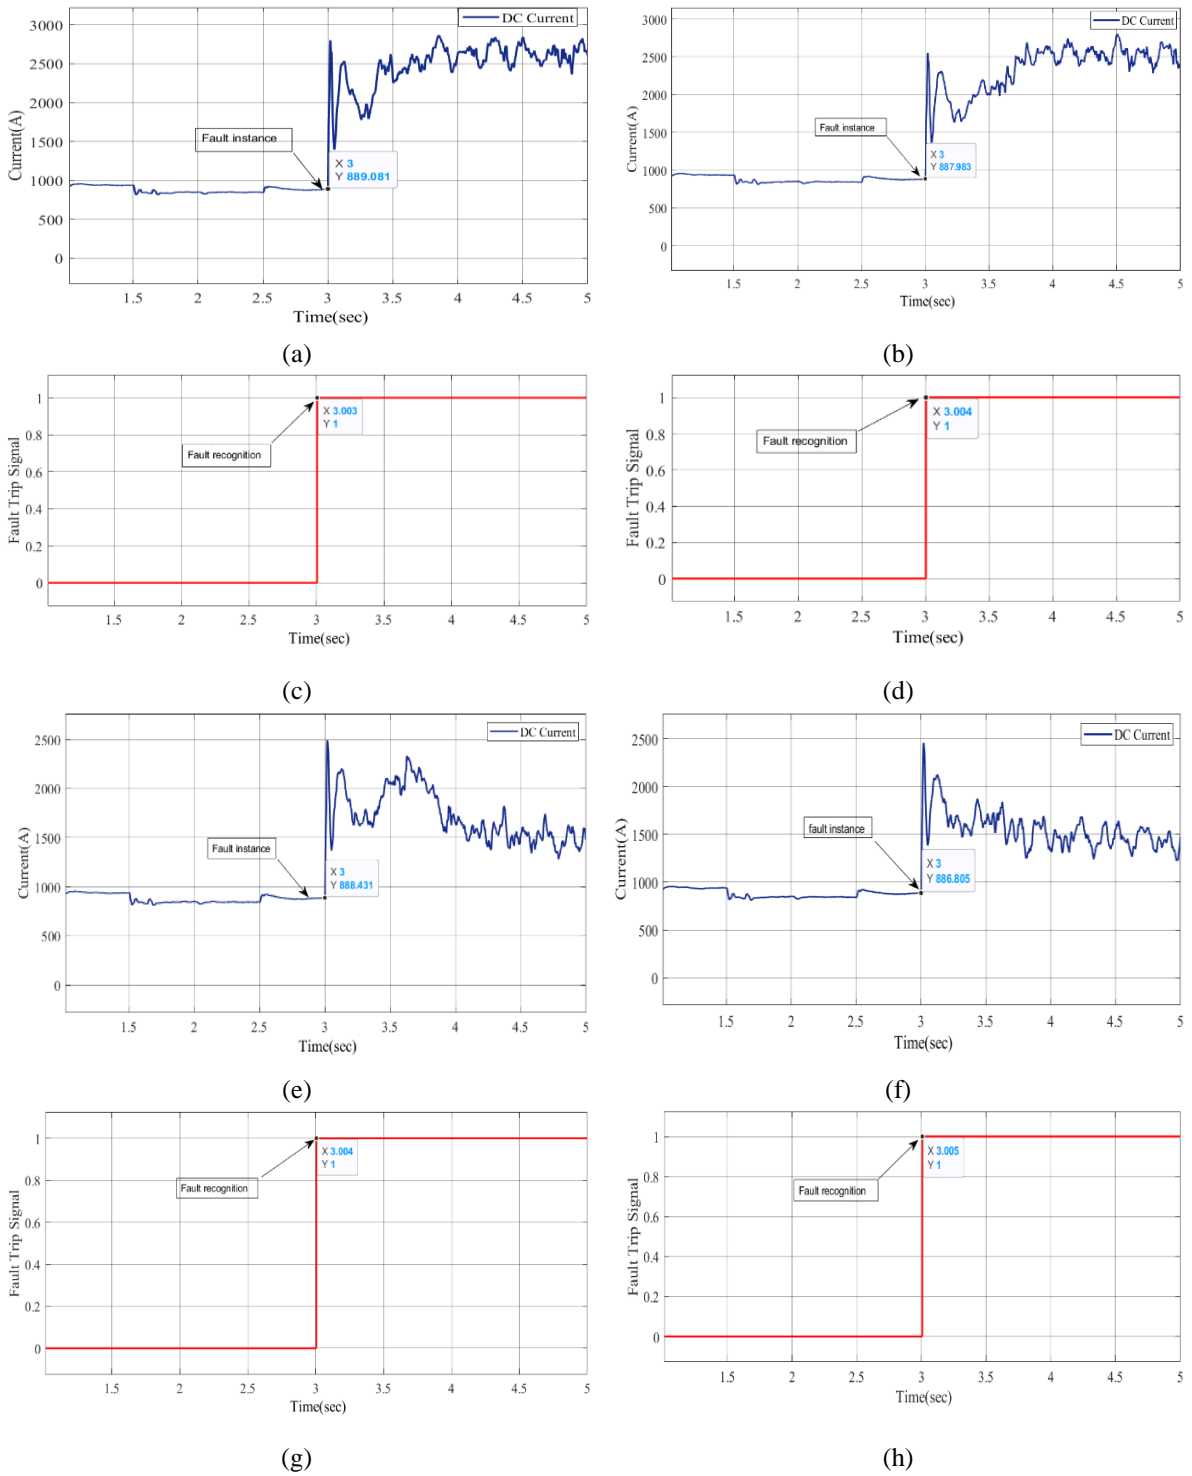 DC Current
3000
2500
2000
1500
1000
500
0
Current(A)
Fault instance
X 3
Y 889.081
1.5
2
2.5
3
3.5
4
4.5
5
Time(sec)
(a)
DC Current
3000
2500
2000
1500
1000
500
0
Current(A)
Fault instance
X 3
Y 887.983
1.5
2
2.5
3
3.5
4
4.5
5
Time(sec)
(b)
1
0.8
0.6
0.4
0.2
0
Fault Trip Signal
X 3.003
Y 1
Fault recognition
1.5
2
2.5
3
3.5
4
4.5
5
Time(sec)
(c)
1
0.8
0.6
0.4
0.2
0
Fault Trip Signal
X 3.004
Y 1
Fault recognition
1.5
2
2.5
3
3.5
4
4.5
5
Time(sec)
(d)
DC Current
2500
2000
1500
1000
500
0
Current(A)
Fault instance
X 3
Y 888.431
1.5
2
2.5
3
3.5
4
4.5
5
Time(sec)
(e)
DC Current
2500
2000
1500
1000
500
0
Current(A)
fault instance
X 3
Y 886.805
1.5
2
2.5
3
3.5
4
4.5
5
Time(sec)
(f)
1
0.8
0.6
0.4
0.2
0
Fault Trip Signal
X 3.004
Y 1
Fault recognition
1.5
2
2.5
3
3.5
4
4.5
5
Time(sec)
(g)
1
0.8
0.6
0.4
0.2
0
Fault Trip Signal
X 3.005
Y 1
Fault recognition
1.5
2
2.5
3
3.5
4
4.5
5
Time(sec)
(h)